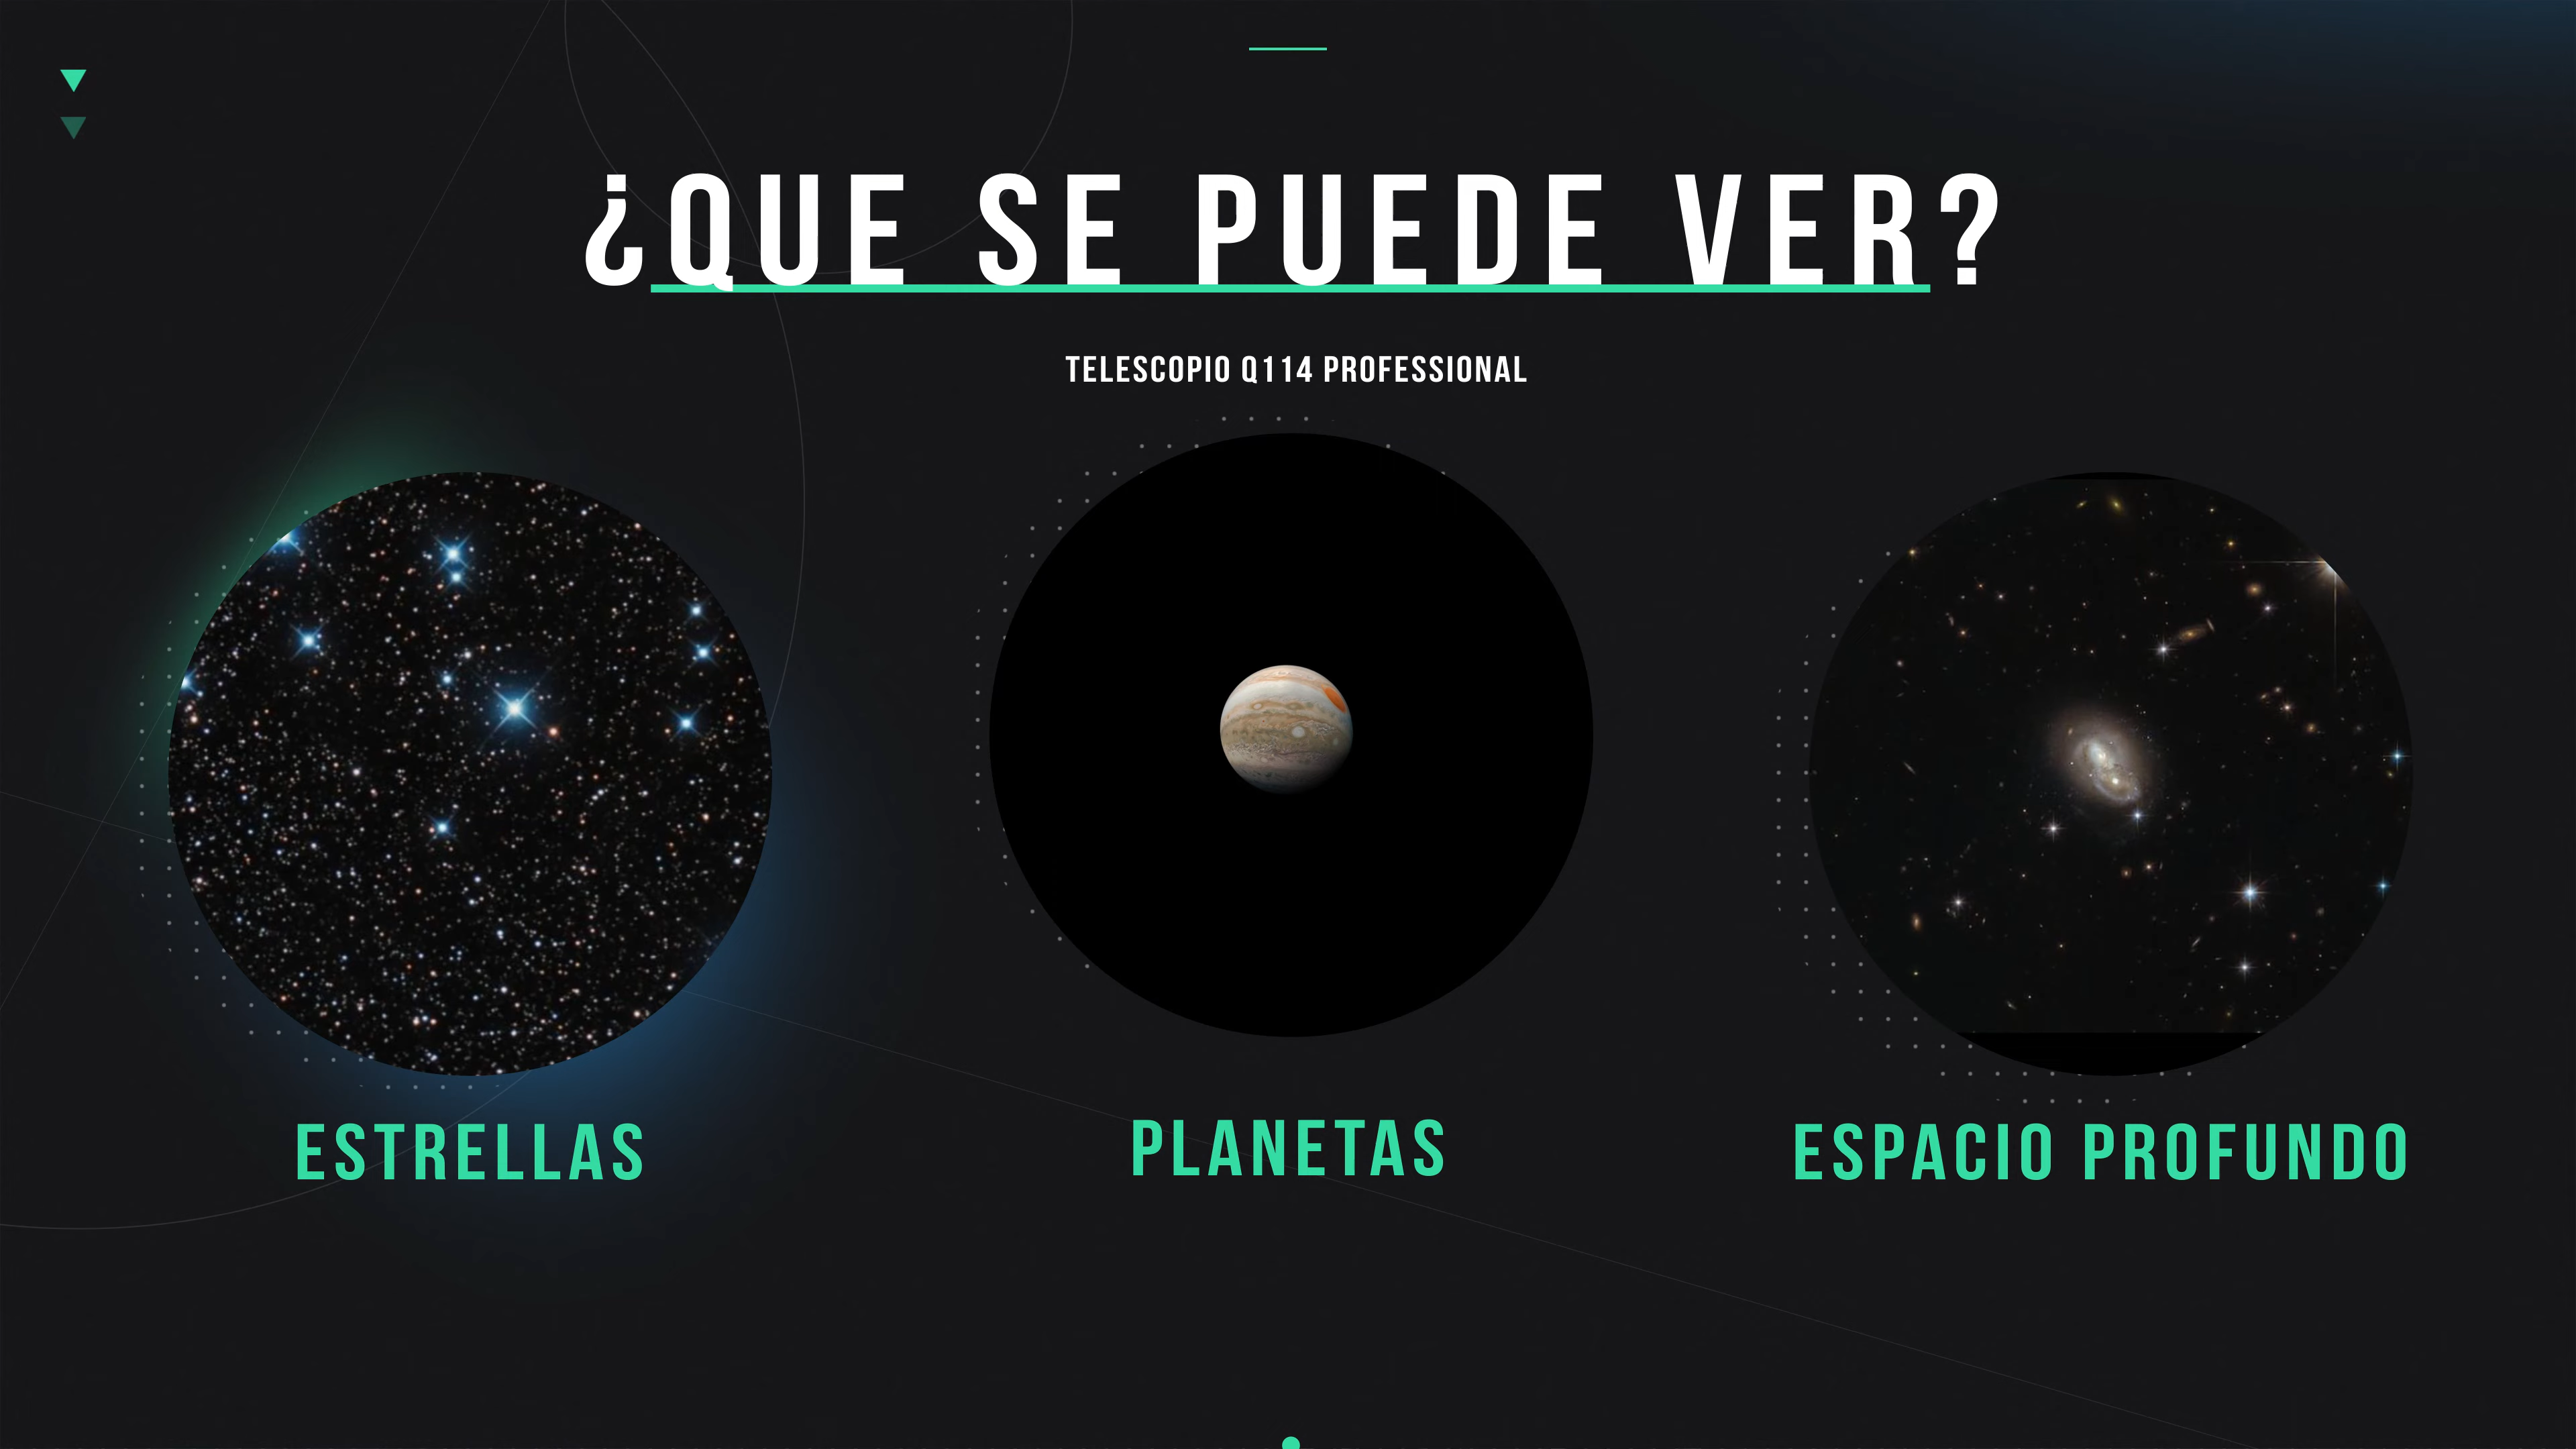 ¿QUE SE PUEDE VER?
TELESCOPIO Q114 PROFESSIONAL
ESTRELLAS
PLANETAS
ESPACIO PROFUNDO